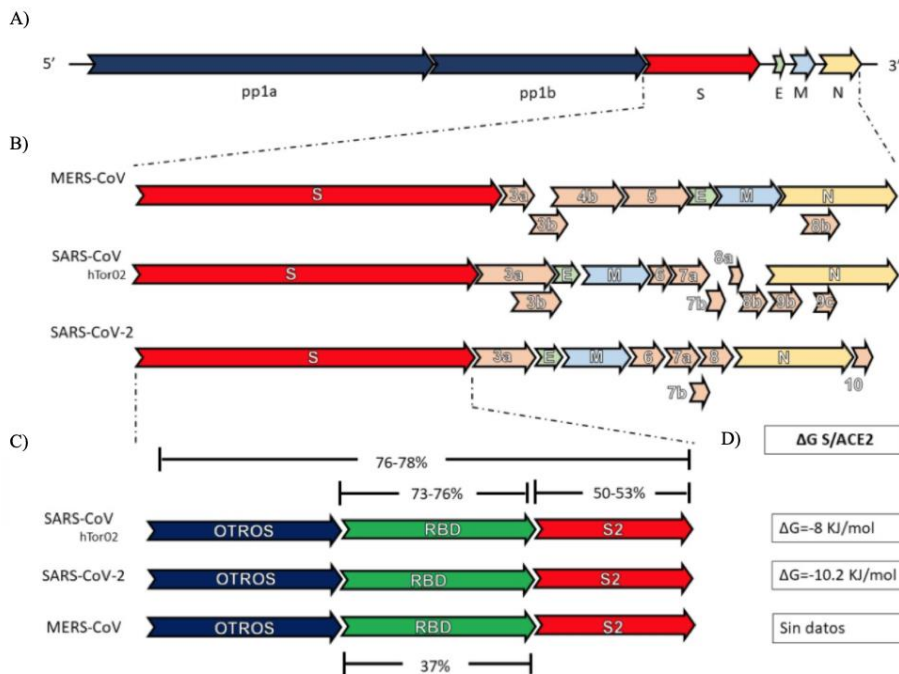 A)
5’ 3’
pp1a pp1b S E M N
B)
MERS-CoV
S 3a 4b 5 E M N
3b 8b
SARS-CoV
hTor02
8a
S 3a E M 6 7a N
3b 7b 8b 9b 9c
SARS-CoV-2
S 3a E M 6 7a 8 N
7b 10
C) D) ΔG S/ACE2
76-78%
73-76% 50-53%
SARS-CoV
hTor02
OTROS RBD S2 ΔG=-8 KJ/mol
SARS-CoV-2 OTROS RBD S2 ΔG=-10.2 KJ/mol
MERS-CoV OTROS RBD S2 Sin datos
37%